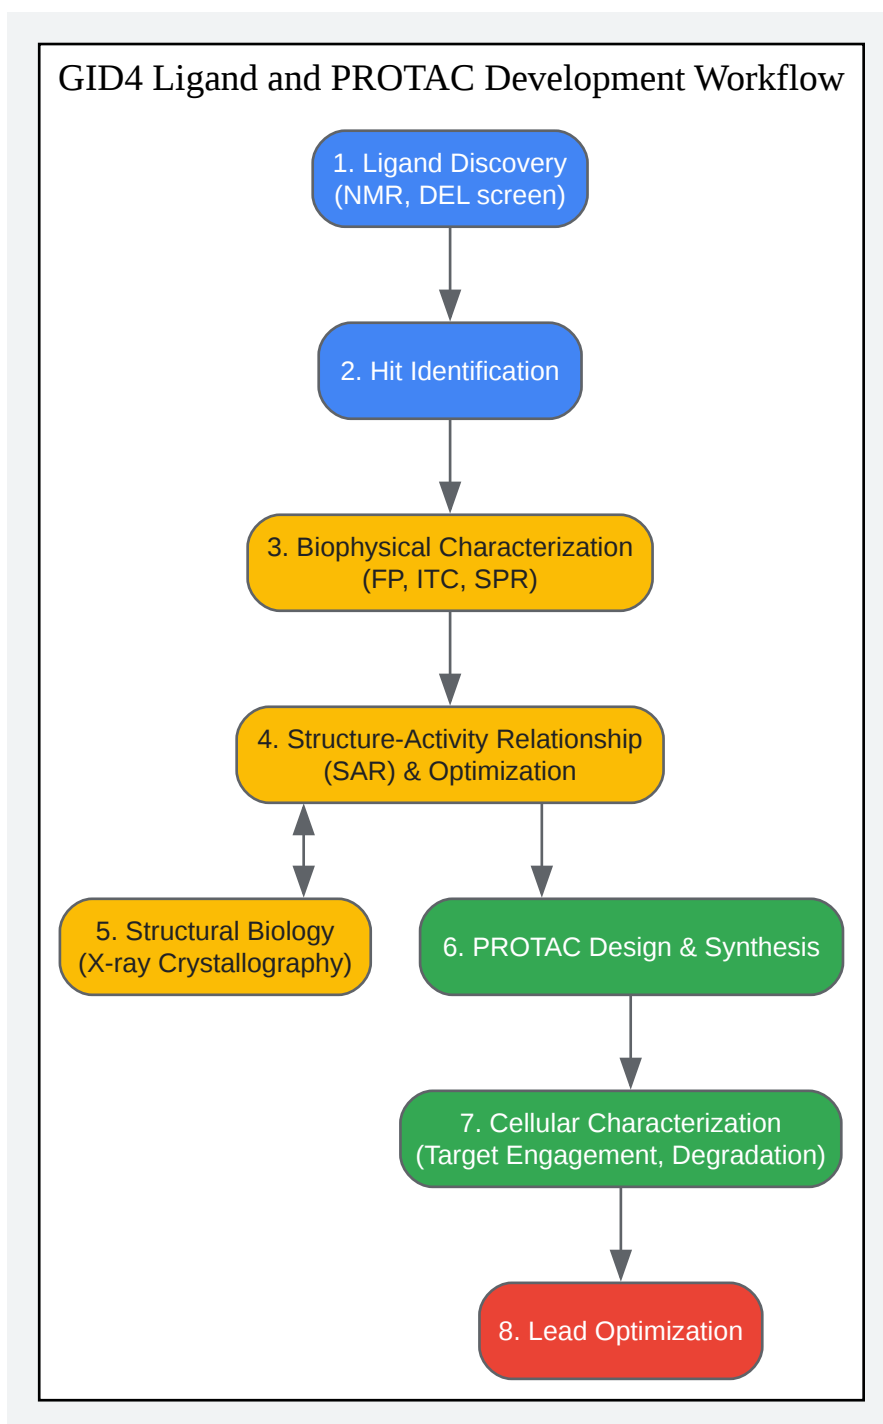 GID4 Ligand and PROTAC Development Workflow
1. Ligand Discovery
(NMR, DEL screen)
2. Hit Identification
3. Biophysical Characterization
(FP, ITC, SPR)
4. Structure-Activity Relationship
(SAR) & Optimization
5. Structural Biology
(X-ray Crystallography)
6. PROTAC Design & Synthesis
7. Cellular Characterization
(Target Engagement, Degradation)
8. Lead Optimization